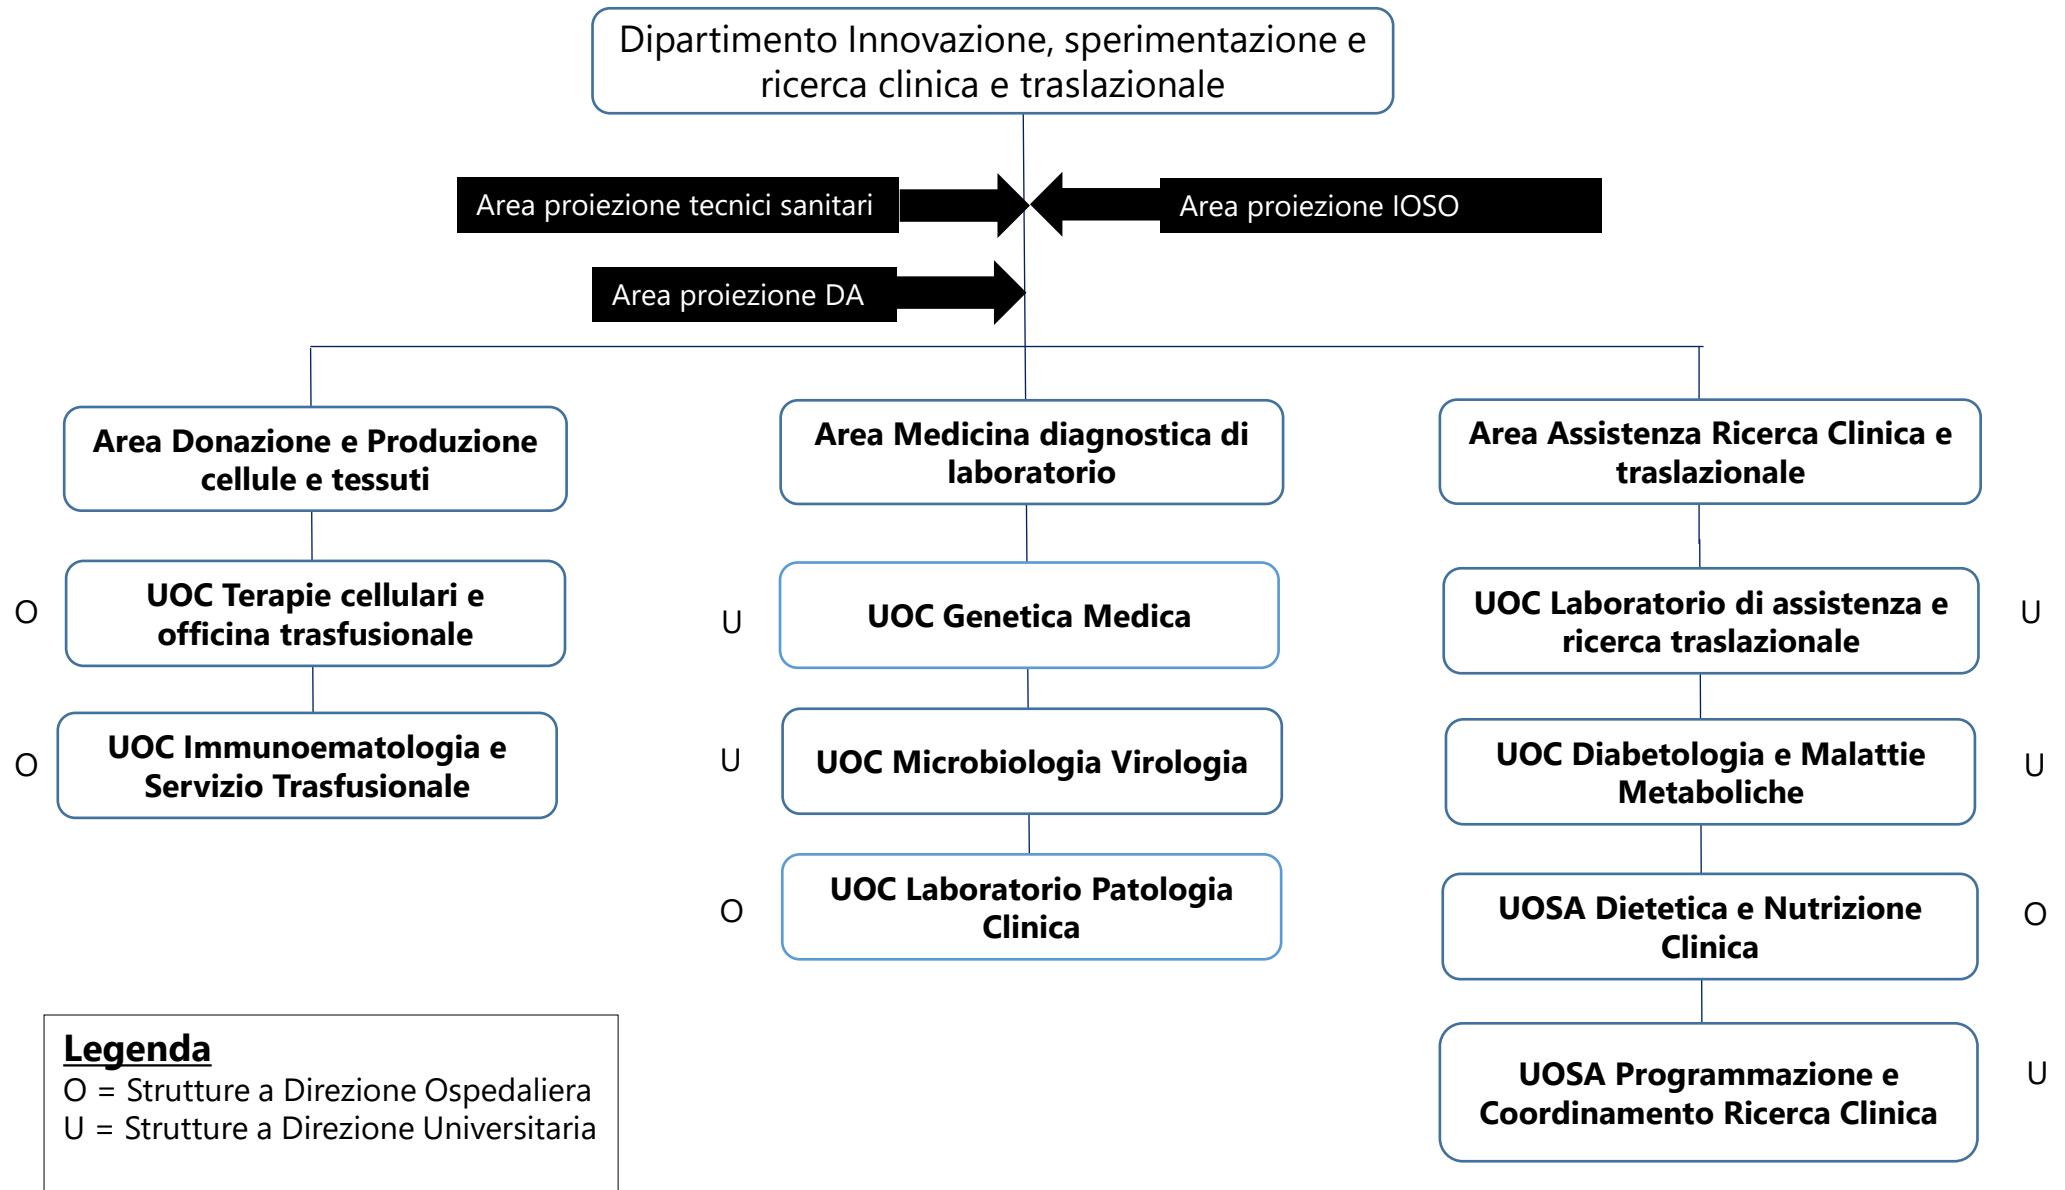 Dipartimento Innovazione, sperimentazione e
ricerca clinica e traslazionale
Area proiezione tecnici sanitari
Area proiezione IOSO
Area proiezione DA
Area Donazione e Produzione
cellule e tessuti
O
UOC Terapie cellulari e
officina trasfusionale
O
UOC Immunoematologia e
Servizio Trasfusionale
Area Medicina diagnostica di
laboratorio
U
UOC Genetica Medica
U
UOC Microbiologia Virologia
O
UOC Laboratorio Patologia
Clinica
Area Assistenza Ricerca Clinica e
traslazionale
UOC Laboratorio di assistenza e
ricerca traslazionale
U
UOC Diabetologia e Malattie
Metaboliche
U
UOSA Dietetica e Nutrizione
Clinica
O
UOSA Programmazione e
Coordinamento Ricerca Clinica
U
Legenda
O = Strutture a Direzione Ospedaliera
U = Strutture a Direzione Universitaria